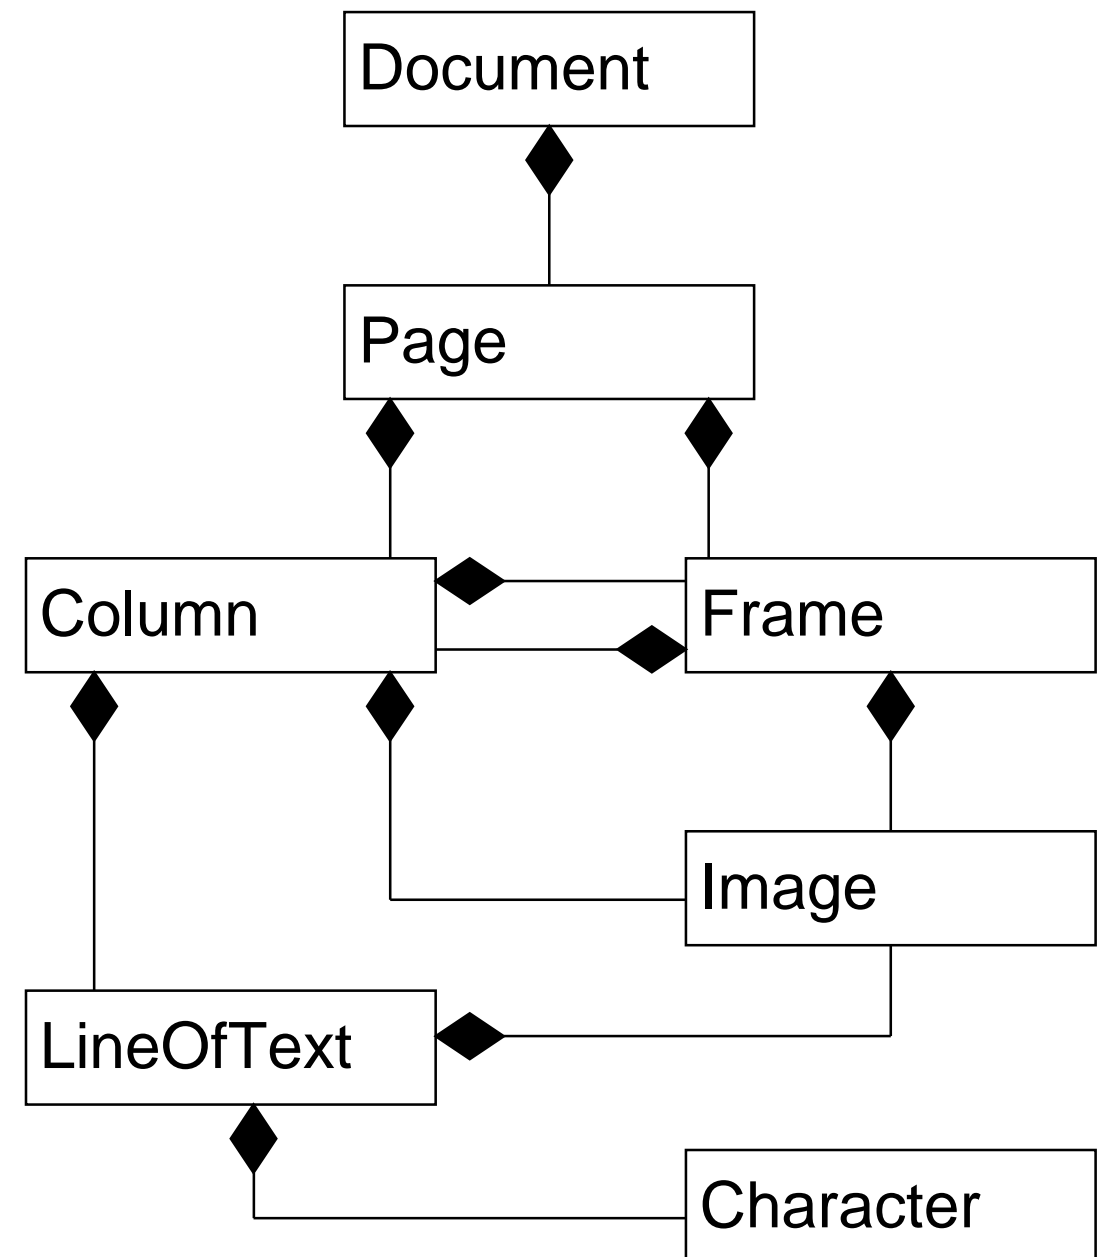 Document
Page
Column
Frame
Image
LineOfText
Character